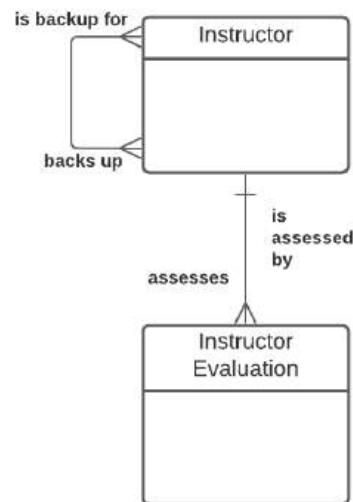 is backup for
Instructor
backs up
is
assessed
by
assesses
Instructor
Evaluation